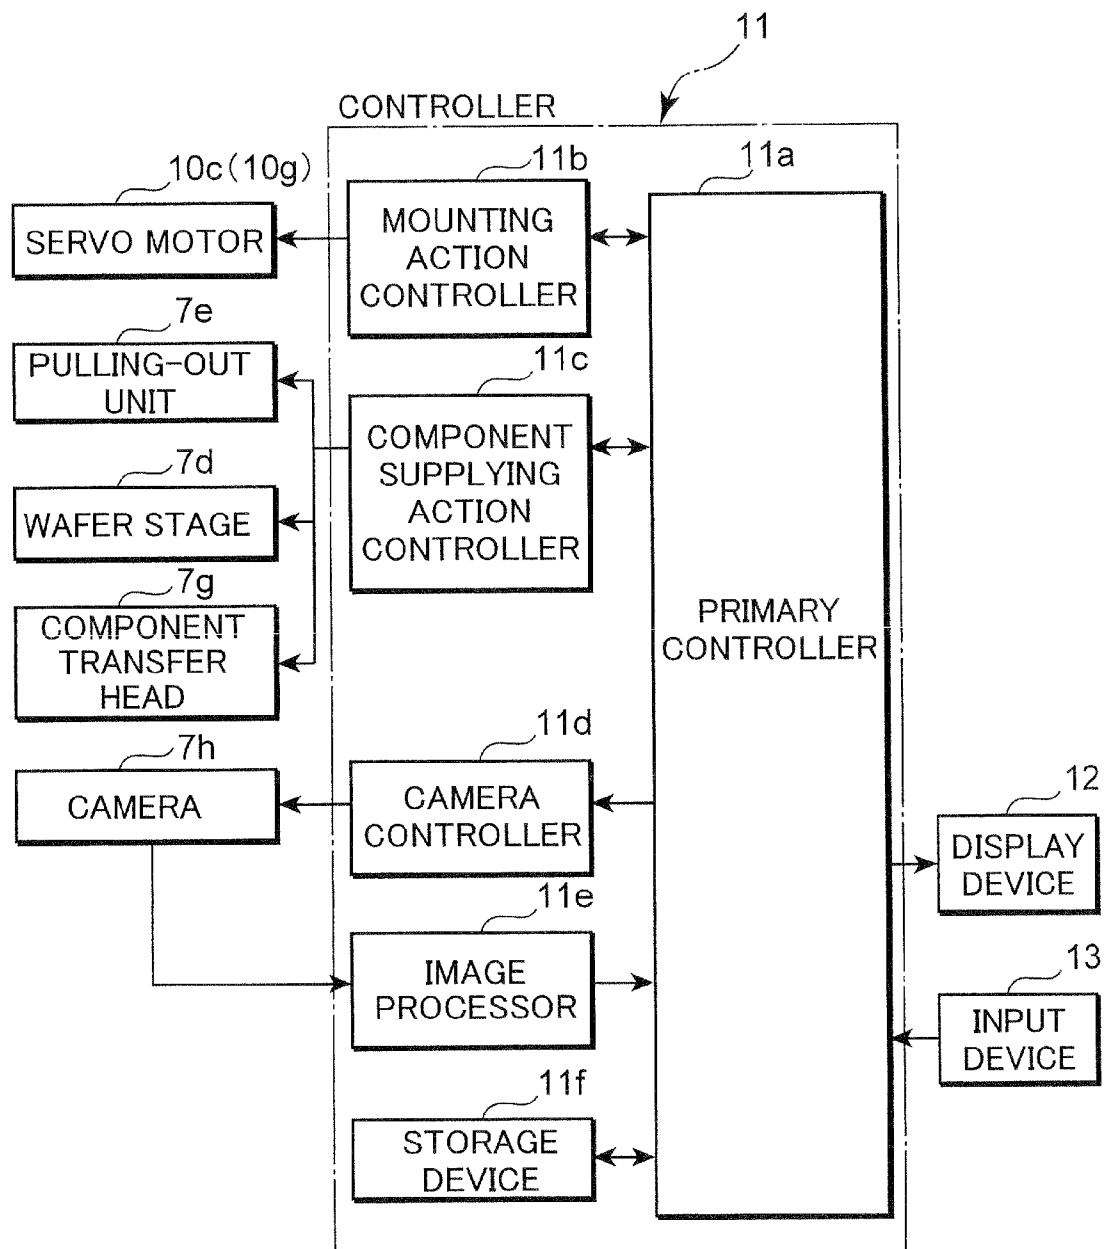 11
CONTROLLER
10c(10g)
SERVO MOTOR
11b
MOUNTING
ACTION
CONTROLLER
11a
PRIMARY
CONTROLLER
7e
PULLING-OUT
UNIT
11c
COMPONENT
SUPPLYING
ACTION
CONTROLLER
7d
WAFER STAGE
7g
COMPONENT
TRANSFER
HEAD
7h
CAMERA
11d
CAMERA
CONTROLLER
12
DISPLAY
DEVICE
11e
IMAGE
PROCESSOR
13
INPUT
DEVICE
11f
STORAGE
DEVICE